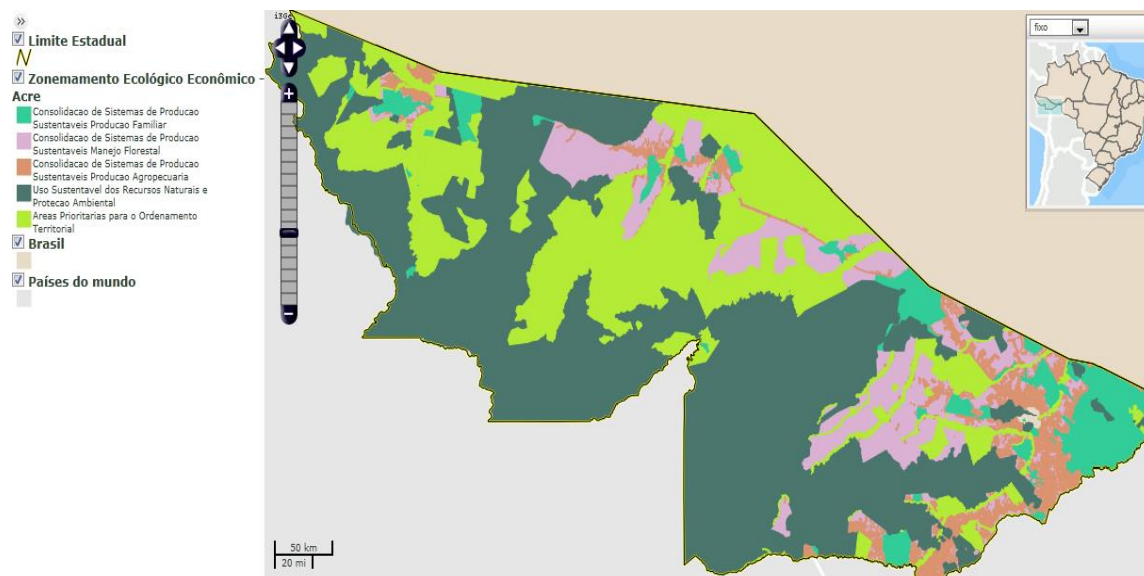 »
Limite Estadual
Zonemamento Ecológico Econômico -
Acre
Consolidacao de Sistemas de Producao
Sustentaveis Producao Familiar
Consolidacao de Sistemas de Producao
Sustentaveis Manejo Florestal
Consolidacao de Sistemas de Producao
Sustentaveis Producao Agropecuaria
Uso Sustentavel dos Recursos Naturais e
Protecao Ambiental
Areas Prioritarias para o Ordenamento
Territorial
Brasil
Países do mundo
i3Ge
50 km
20 mi
fixo